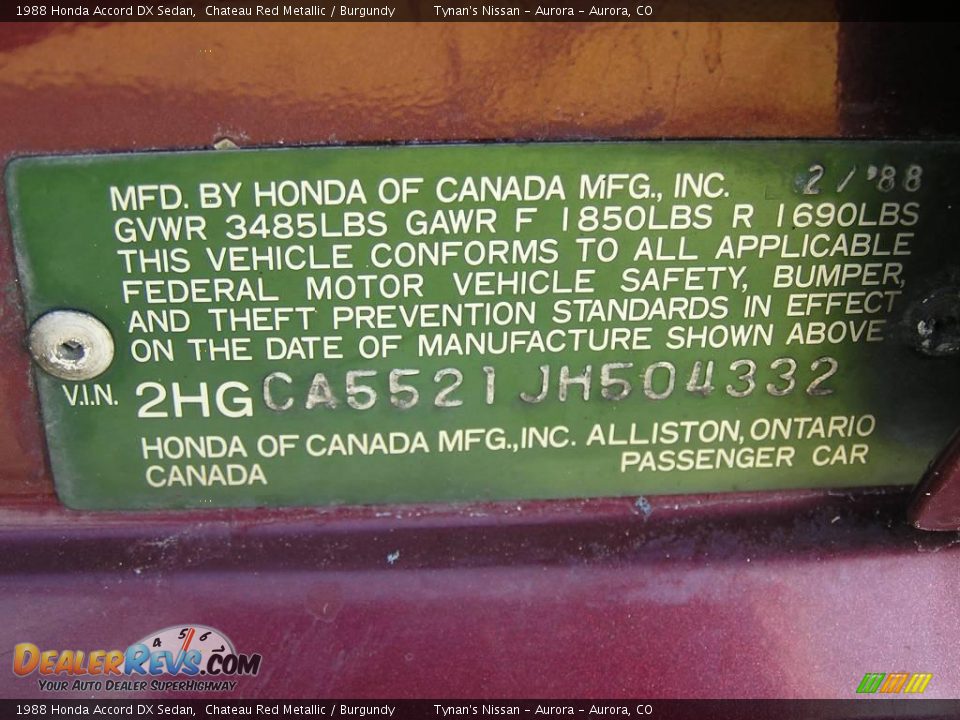 1988 Honda Accord DX Sedan,  Chateau Red Metallic / Burgundy    Tynan's Nissan - Aurora - Aurora, CO
MFD. BY HONDA OF CANADA MFG., INC. 2/'88
GVWR 3485LBS GAWR F 1850LBS R 1690LBS
THIS VEHICLE CONFORMS TO ALL APPLICABLE
FEDERAL MOTOR VEHICLE SAFETY, BUMPER,
AND THEFT PREVENTION STANDARDS IN EFFECT
ON THE DATE OF MANUFACTURE SHOWN ABOVE
V.I.N. 2HGCA5521JH504332
HONDA OF CANADA MFG.,INC. ALLISTON, ONTARIO
CANADA PASSENGER CAR
4 5 6
DEALERREVS.COM
YOUR AUTO DEALER SUPERHIGHWAY
1988 Honda Accord DX Sedan,  Chateau Red Metallic / Burgundy    Tynan's Nissan - Aurora - Aurora, CO